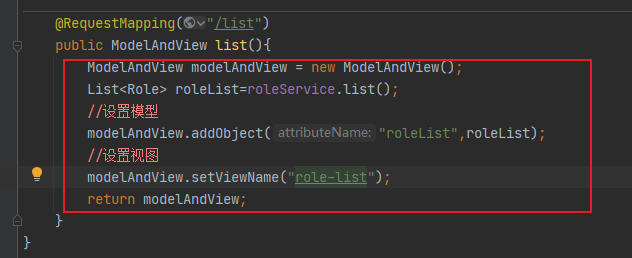 @RequestMapping("/list")
public ModelAndView list(){
ModelAndView modelAndView = new ModelAndView();
List<Role> roleList=roleService.list();
//设置模型
modelAndView.addObject( attributeName: "roleList",roleList);
//设置视图
modelAndView.setViewName("role-list");
return modelAndView;
}
}